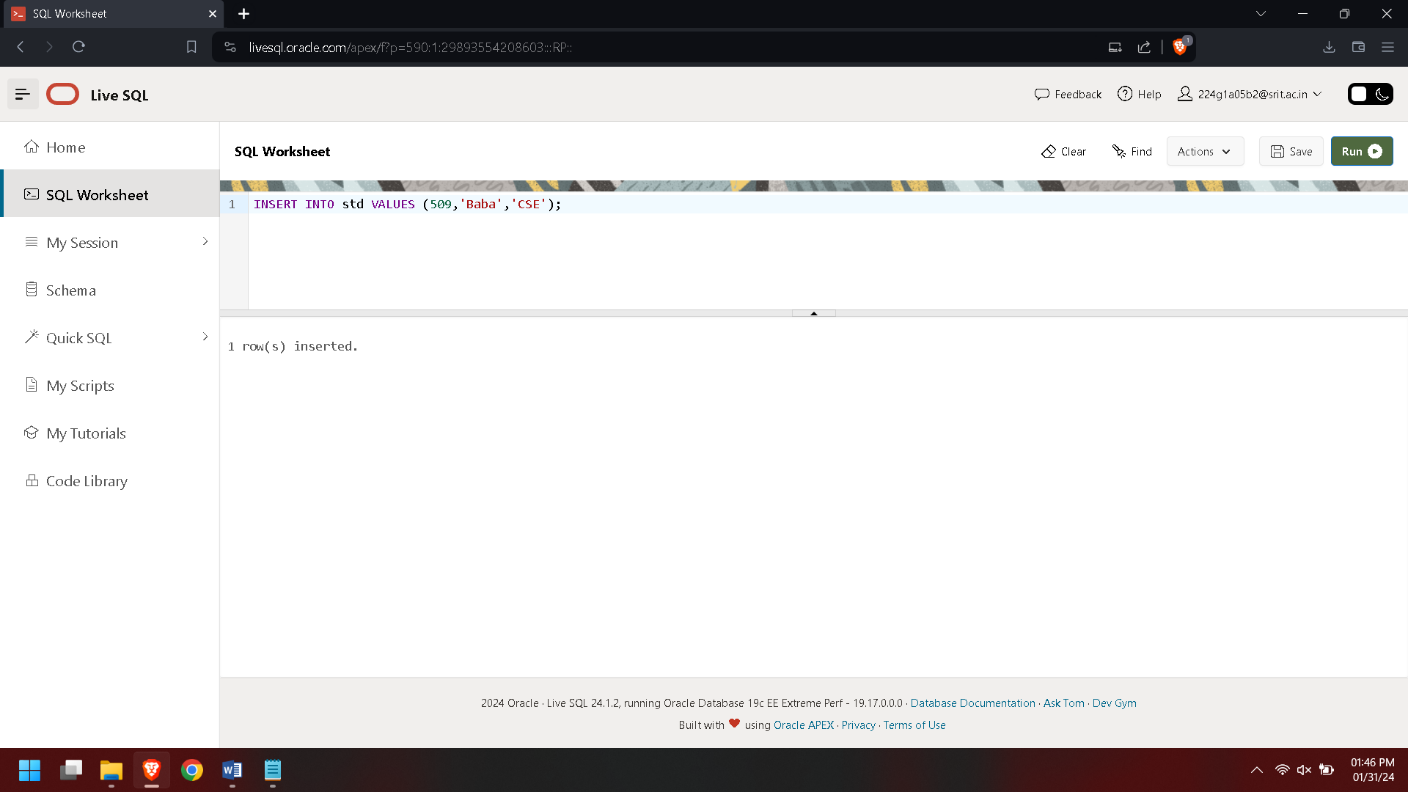 SQL Worksheet
livesql.oracle.com/apex/f?p=590:1:29893554208603:::RP::
1
Live SQL
Feedback
Help
224g1a05b2@srit.ac.in
Home
SQL Worksheet
My Session
Schema
Quick SQL
My Scripts
My Tutorials
Code Library
SQL Worksheet
Clear
Find
Actions
Save
Run
1 INSERT INTO std VALUES (509,'Baba','CSE');
1 row(s) inserted.
2024 Oracle · Live SQL 24.1.2, running Oracle Database 19c EE Extreme Perf - 19.17.0.0.0 · Database Documentation · Ask Tom · Dev Gym
Built with ❤ using Oracle APEX · Privacy · Terms of Use
01:46 PM
01/31/24